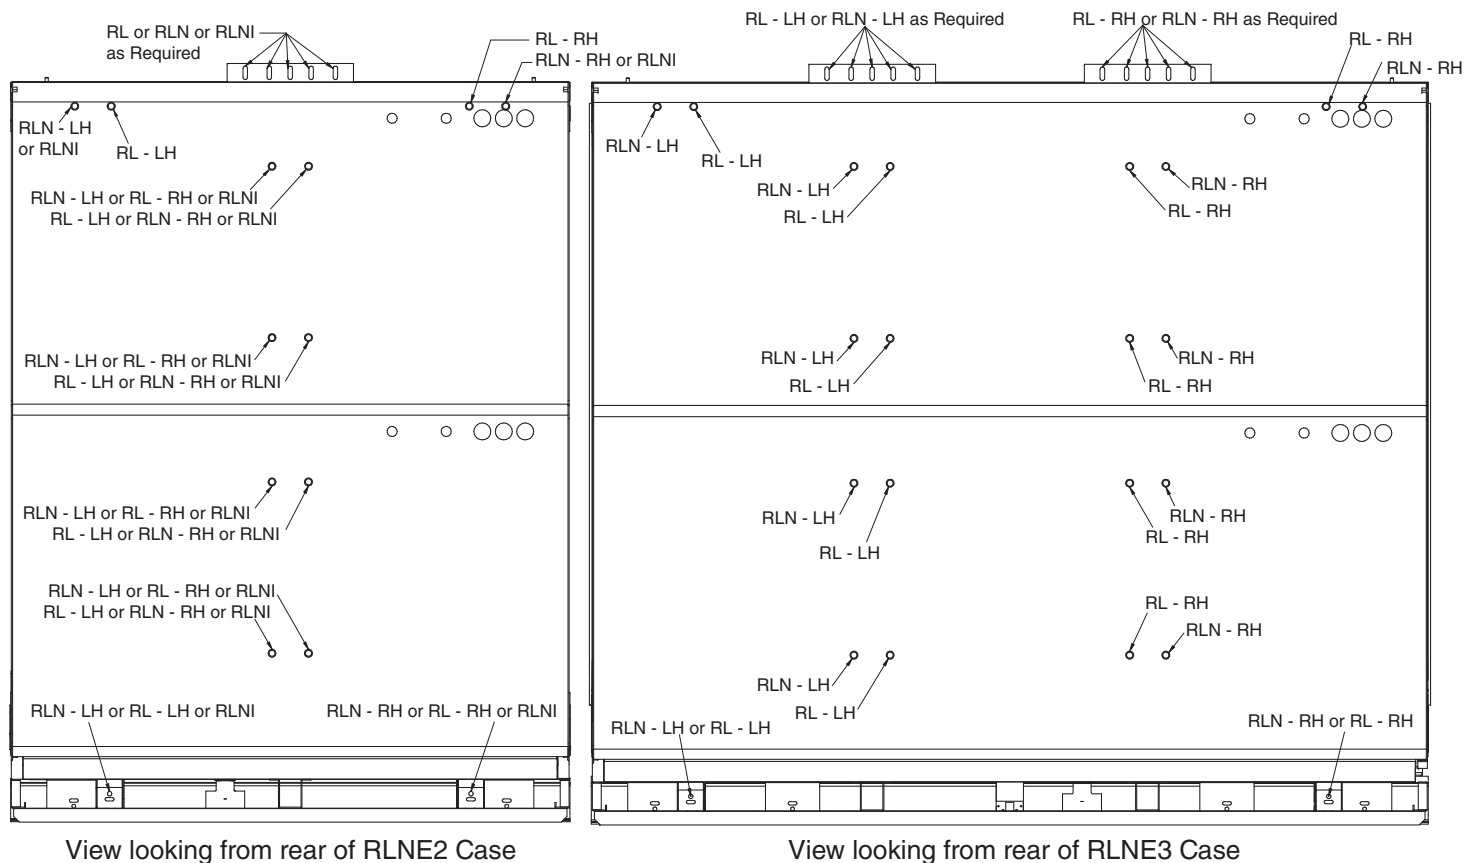 RL or RLN or RLNI
as Required
RL - RH
RLN - RH or RLNI
RLN - LH
or RLNI
RL - LH
RLN - LH or RL - RH or RLNI
RL - LH or RLN - RH or RLNI
RLN - LH or RL - RH or RLNI
RL - LH or RLN - RH or RLNI
RLN - LH or RL - RH or RLNI
RL - LH or RLN - RH or RLNI
RLN - LH or RL - RH or RLNI
RL - LH or RLN - RH or RLNI
RLN - LH or RL - LH or RLNI
RLN - RH or RL - RH or RLNI
View looking from rear of RLNE2 Case
RL - LH or RLN - LH as Required
RL - RH or RLN - RH as Required
RL - RH
RLN - RH
RLN - LH
RL - LH
RLN - LH
RL - LH
RLN - RH
RL - RH
RLN - LH
RL - LH
RLN - RH
RL - RH
RLN - LH
RL - LH
RLN - RH
RL - RH
RL - RH
RLN - RH
RLN - LH
RL - LH
RLN - LH or RL - LH
RLN - RH or RL - RH
View looking from rear of RLNE3 Case